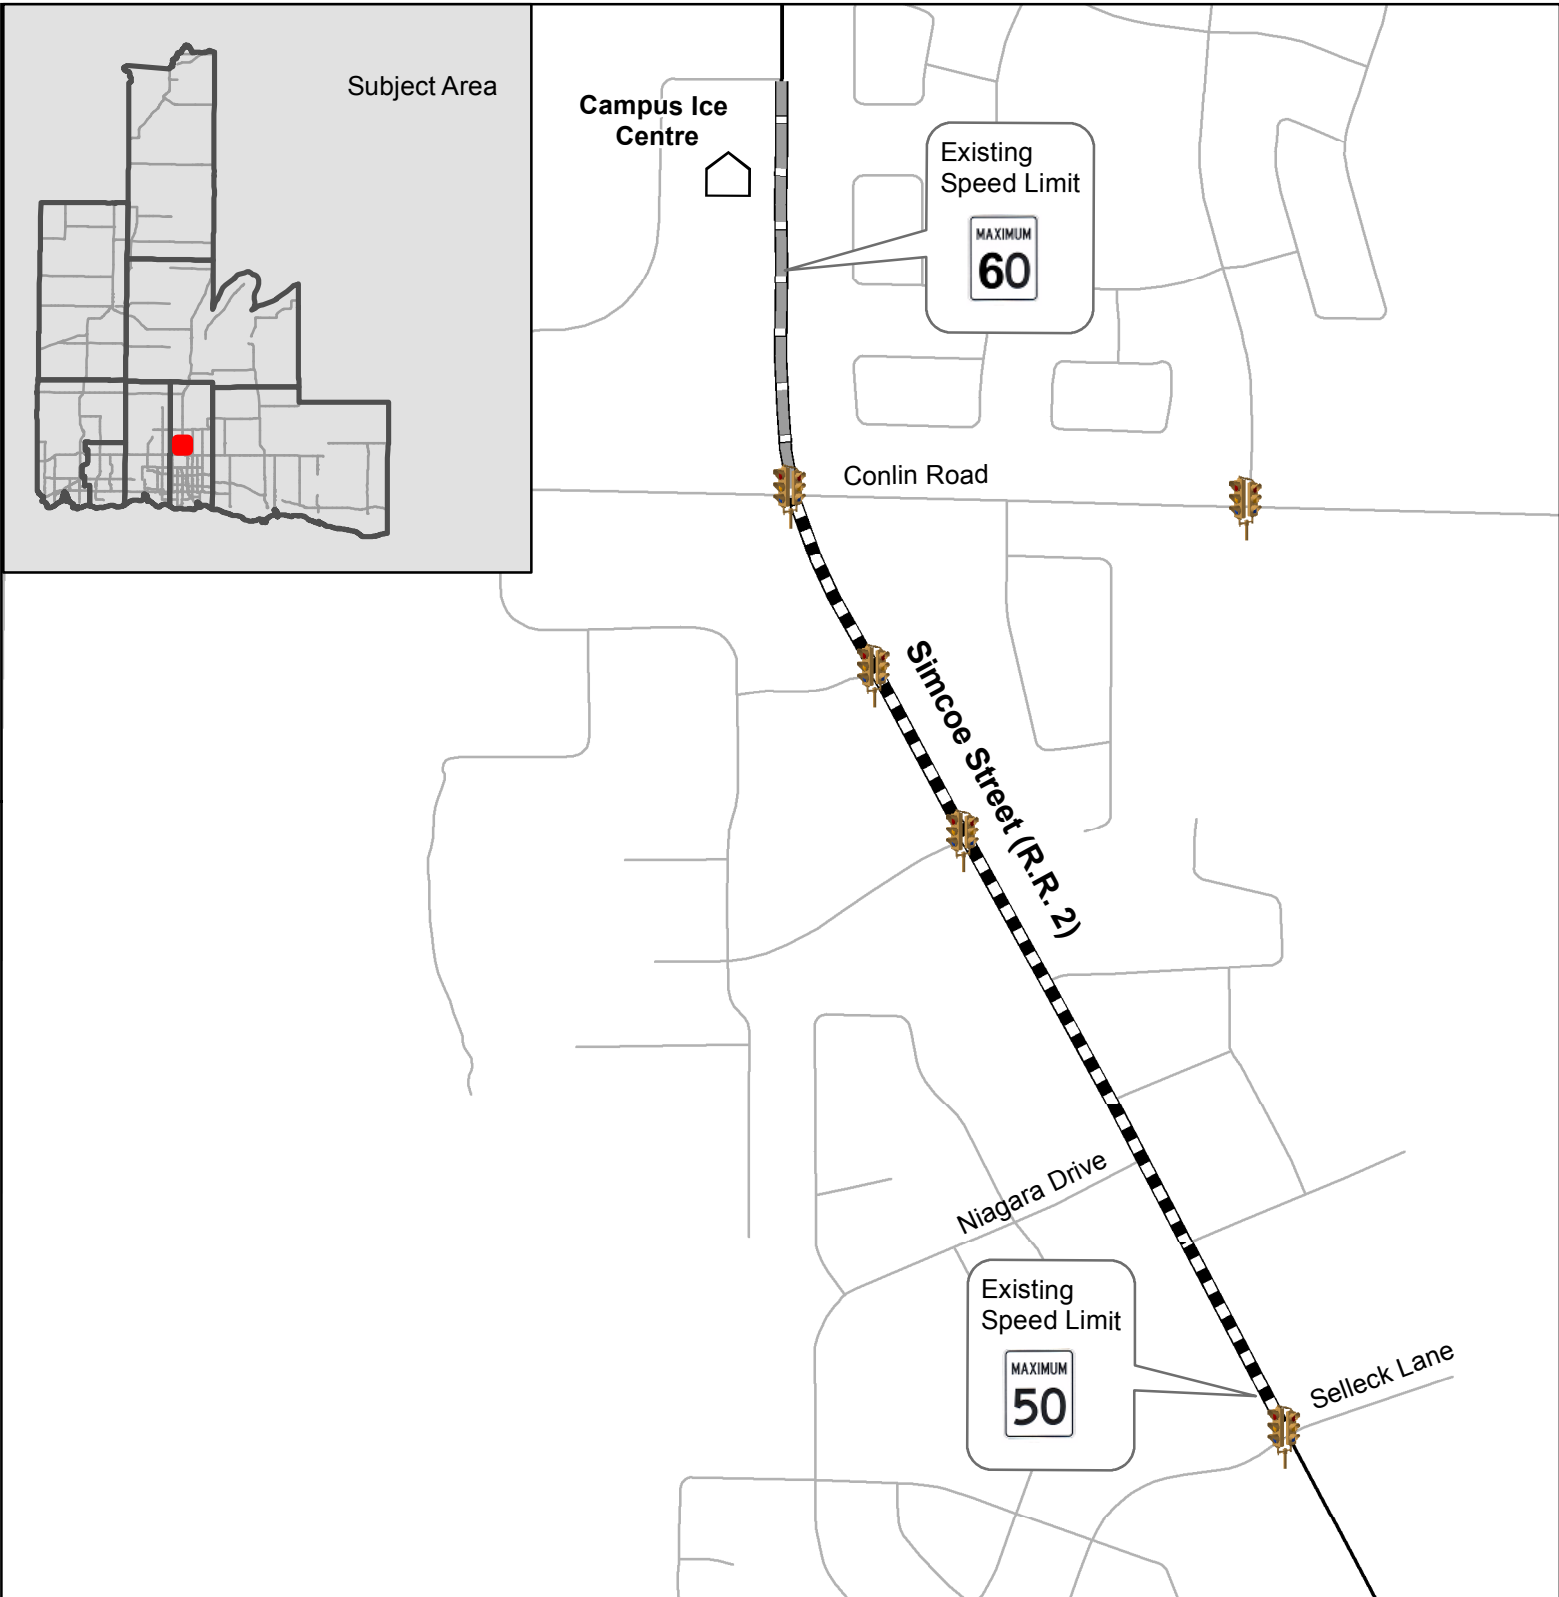 Subject Area
Campus Ice
Centre
Existing
Speed Limit
MAXIMUM
60
Conlin Road
Simcoe Street (R.R. 2)
Niagara Drive
Existing
Speed Limit
MAXIMUM
50
Selleck Lane